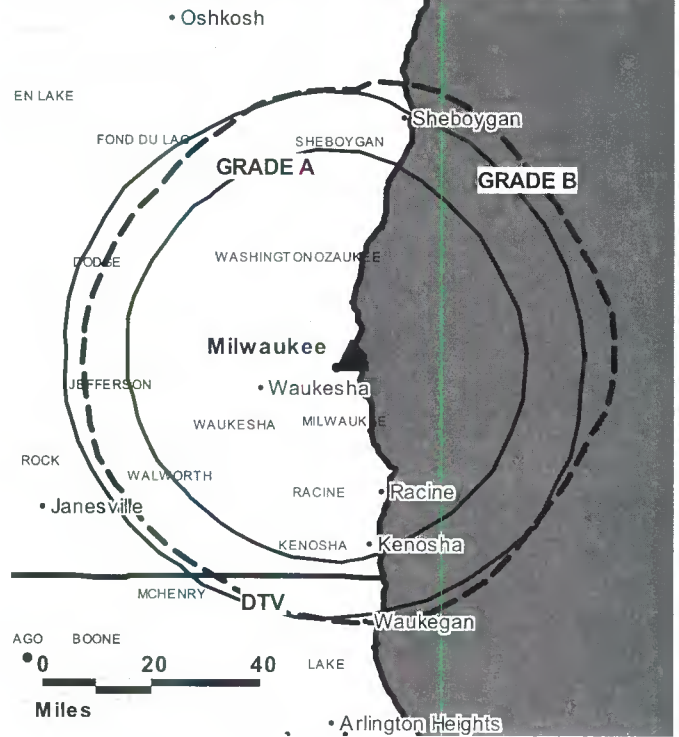 Oshkosh
EN LAKE
Sheboygan
FOND DU LAC
SHEBOYGAN
GRADE A
GRADE B
DODGE
WASHINGTON OZAUKEE
Milwaukee
JEFFERSON
Waukesha
WAUKESHA
MILWAUKEE
ROCK
WALWORTH
RACINE
Racine
Janesville
KENOSHA
Kenosha
MCHENRY
DTV
Waukegan
AGO
BOONE
0 20 40
LAKE
Miles
Arlington Heights